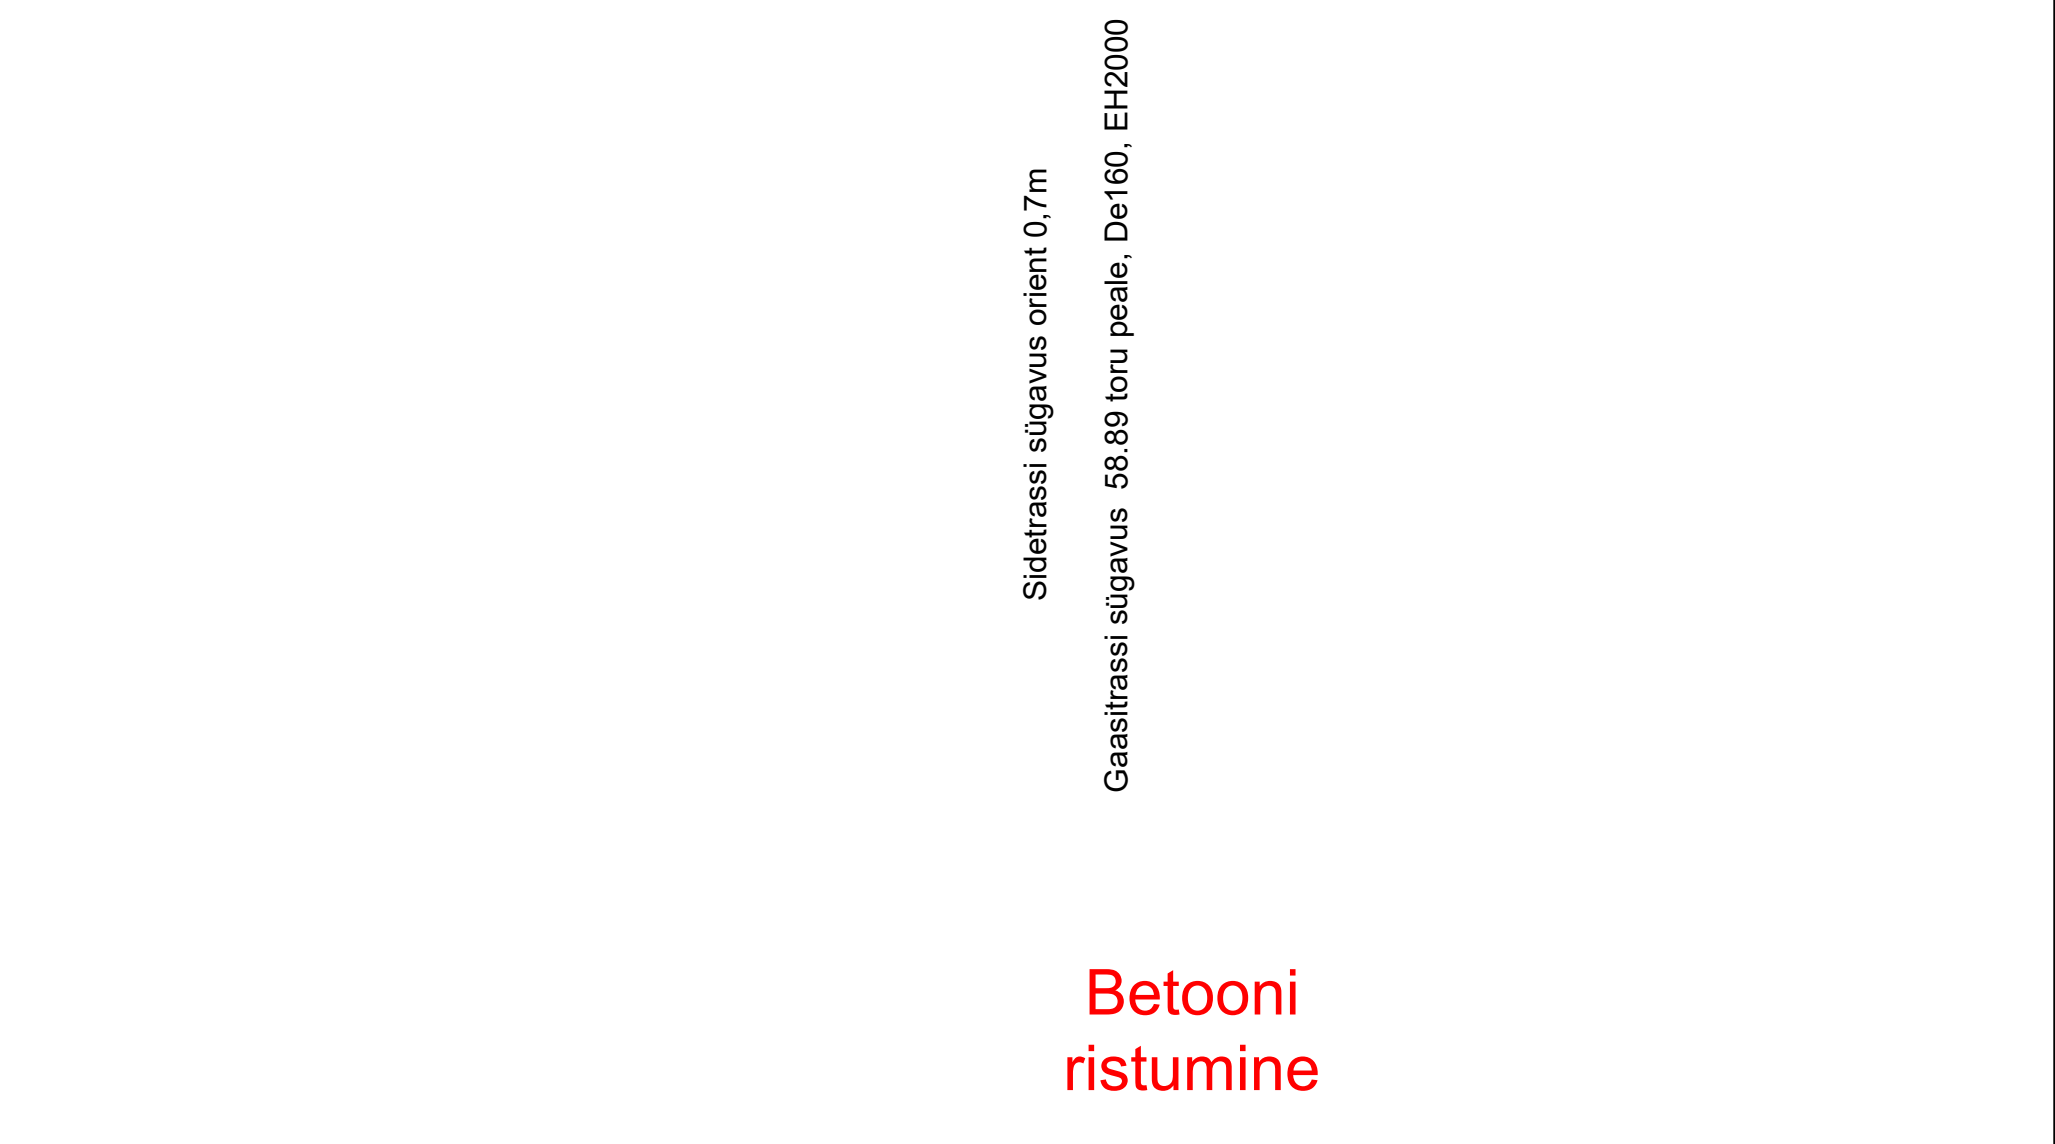 Sidetrassi sügavus orient 0,7m
Gaasitrassi sügavus  58.89 toru peale, De160, EH2000
Betooni
ristumine